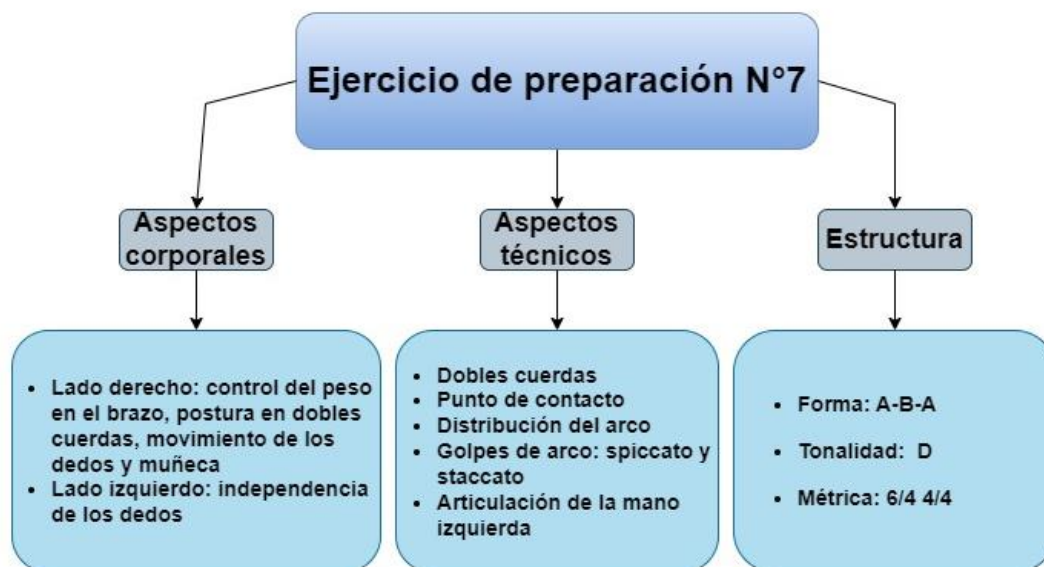 Ejercicio de preparación N°7
Aspectos
corporales
Aspectos
técnicos
Estructura
• Lado derecho: control del peso
en el brazo, postura en dobles
cuerdas, movimiento de los
dedos y muñeca
• Lado izquierdo: independencia
de los dedos
• Dobles cuerdas
• Punto de contacto
• Distribución del arco
• Golpes de arco: spiccato y
staccato
• Articulación de la mano
izquierda
• Forma: A-B-A
• Tonalidad: D
• Métrica: 6/4 4/4